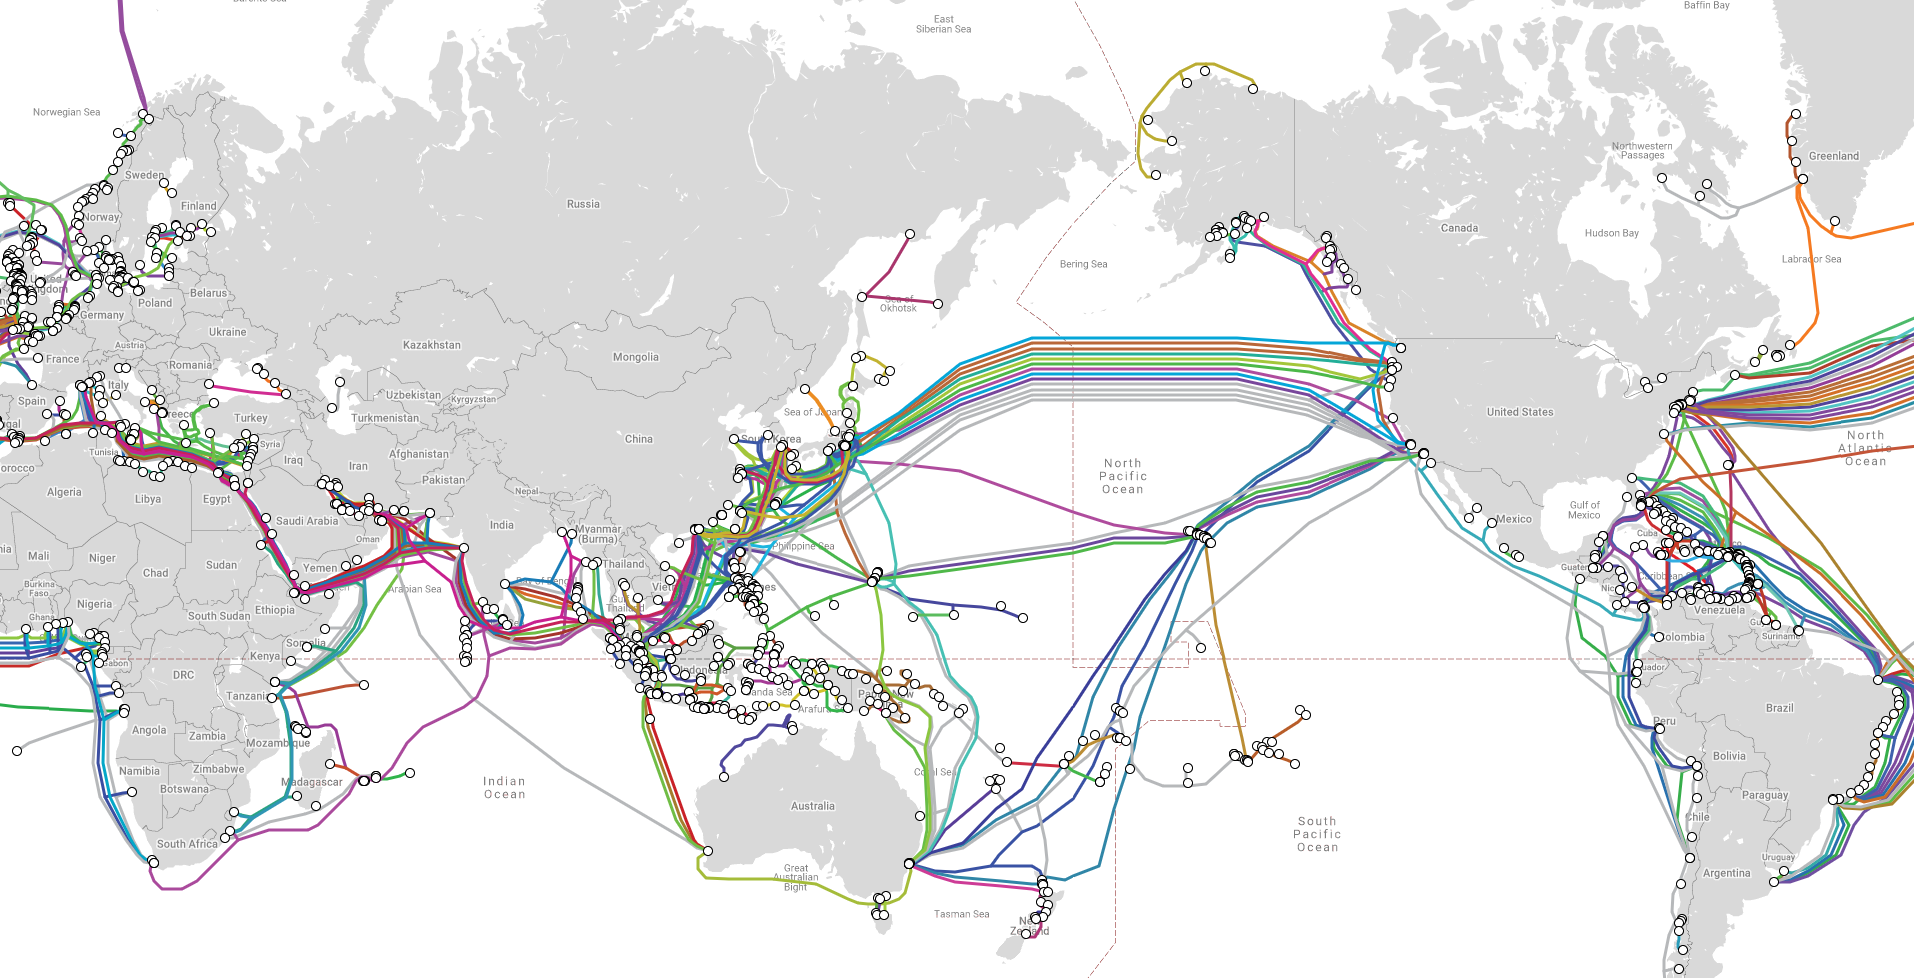 East
Siberian Sea
Baffin Bay
Norwegian Sea
Northwestern
Passages
Greenland
Sweden
Finland
Norway
Russia
Canada
Hudson Bay
Labrador Sea
Bering Sea
Sea of
Okhotsk
Belarus
Poland
Germany
Ukraine
Austria
France
Romania
Kazakhstan
Mongolia
Italy
Spain
Uzbekistan
Kyrgyzstan
Turkey
Turkmenistan
Sea of Japan
United States
Tunisia
Syria
Iraq
Iran
Afghanistan
China
South Korea
North
Atlantic
Ocean
North
Pacific
Ocean
Algeria
Libya
Egypt
Pakistan
Nepal
Saudi Arabia
India
Myanmar
(Burma)
Gulf of
Mexico
Mexico
Cuba
Oman
Philippine Sea
Mali
Niger
Chad
Sudan
Yemen
Thailand
Arabian Sea
Burkina
Faso
Nigeria
Ghana
Ethiopia
South Sudan
Gulf
Thailand
Venezuela
Colombia
Suriname
Somalia
Kenya
Gabon
DRC
Tanzania
Indonesia
Banda Sea
Arafura
Peru
Brazil
Angola
Zambia
Mozambique
Bolivia
Namibia
Zimbabwe
Botswana
Madagascar
Indian
Ocean
Coral Sea
Australia
Paraguay
Chile
South
Pacific
Ocean
South Africa
Great
Australian
Bight
Uruguay
Argentina
Tasman Sea
New
Zealand